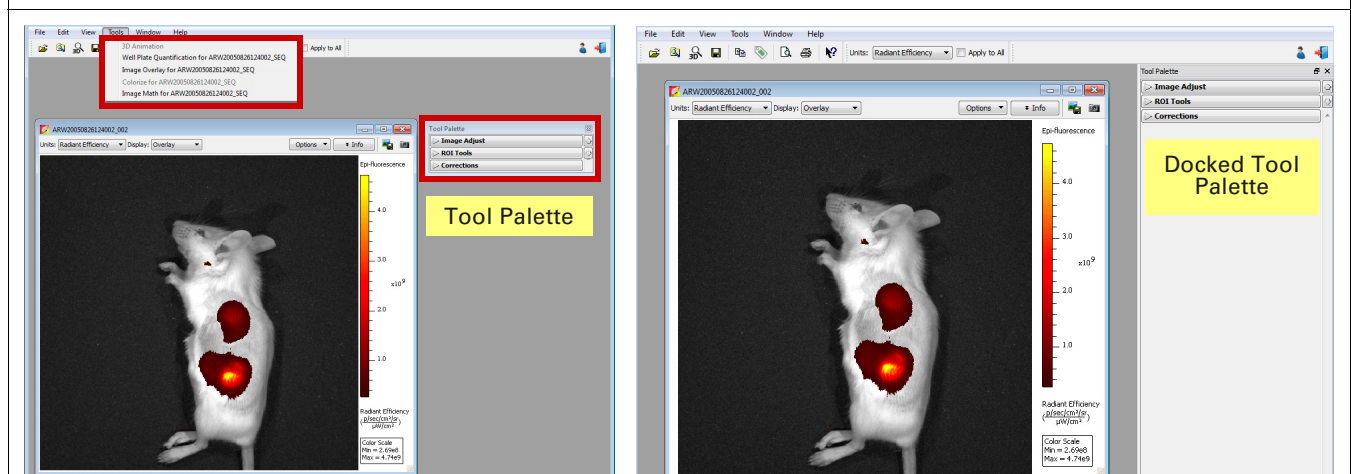 File Edit View Tools Window Help
3D Animation
Well Plate Quantification for ARW20050826124002_SEQ
Image Overlay for ARW20050826124002_SEQ
Colorize for ARW20050826124002_SEQ
Image Math for ARW20050826124002_SEQ
3D
Apply to All
ARW20050826124002_002
Units: Radiant Efficiency Display: Overlay Options Info
Epi-fluorescence
4.0
3.0
x10⁹
2.0
1.0
Radiant Efficiency
(p/sec/cm²/sr
µW/cm²)
Color Scale
Min = 2.69e8
Max = 4.74e9
Tool Palette
Image Adjust
ROI Tools
Corrections
Tool Palette
File Edit View Tools Window Help
3D
Units: Radiant Efficiency Apply to All
ARW20050826124002_002
Units: Radiant Efficiency Display: Overlay Options Info
Epi-fluorescence
4.0
3.0
x10⁹
2.0
1.0
Radiant Efficiency
(p/sec/cm²/sr
µW/cm²)
Color Scale
Min = 2.69e8
Max = 4.74e9
Tool Palette
Image Adjust
ROI Tools
Corrections
Docked Tool
Palette